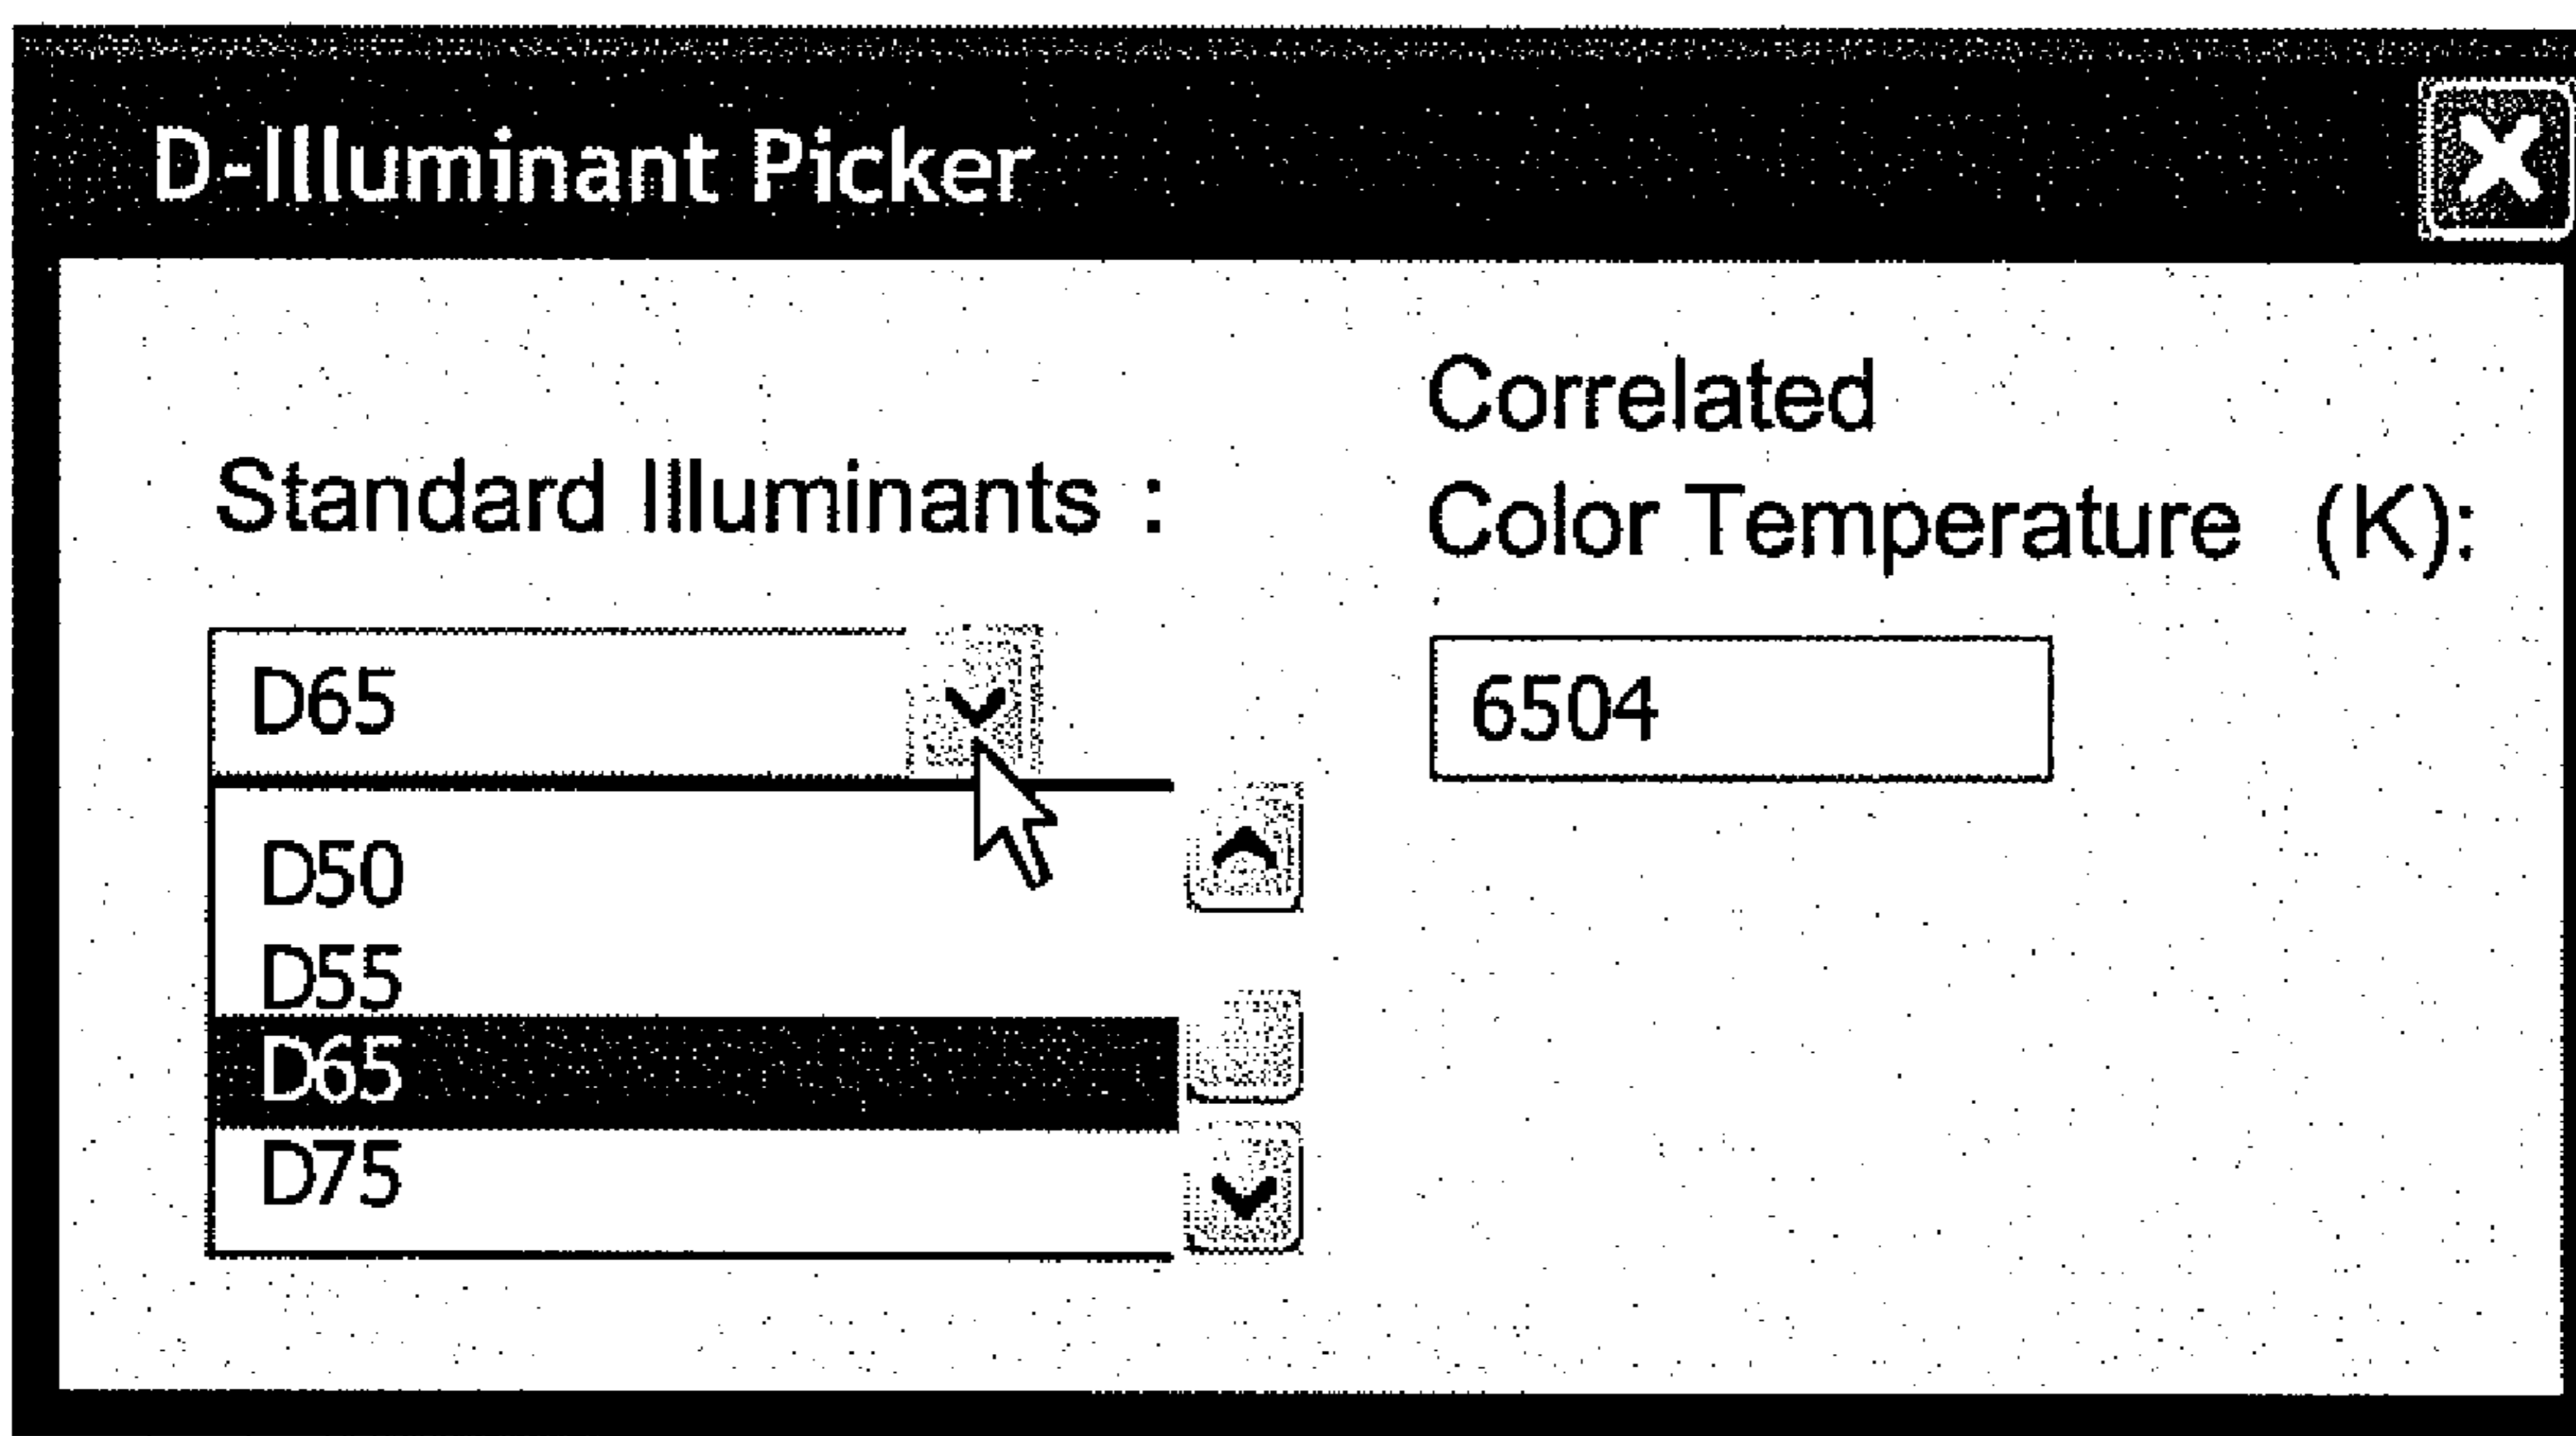 D-Illuminant Picker
Standard Illuminants :
Correlated
Color Temperature (K):
D65
6504
D50
D55
D65
D75